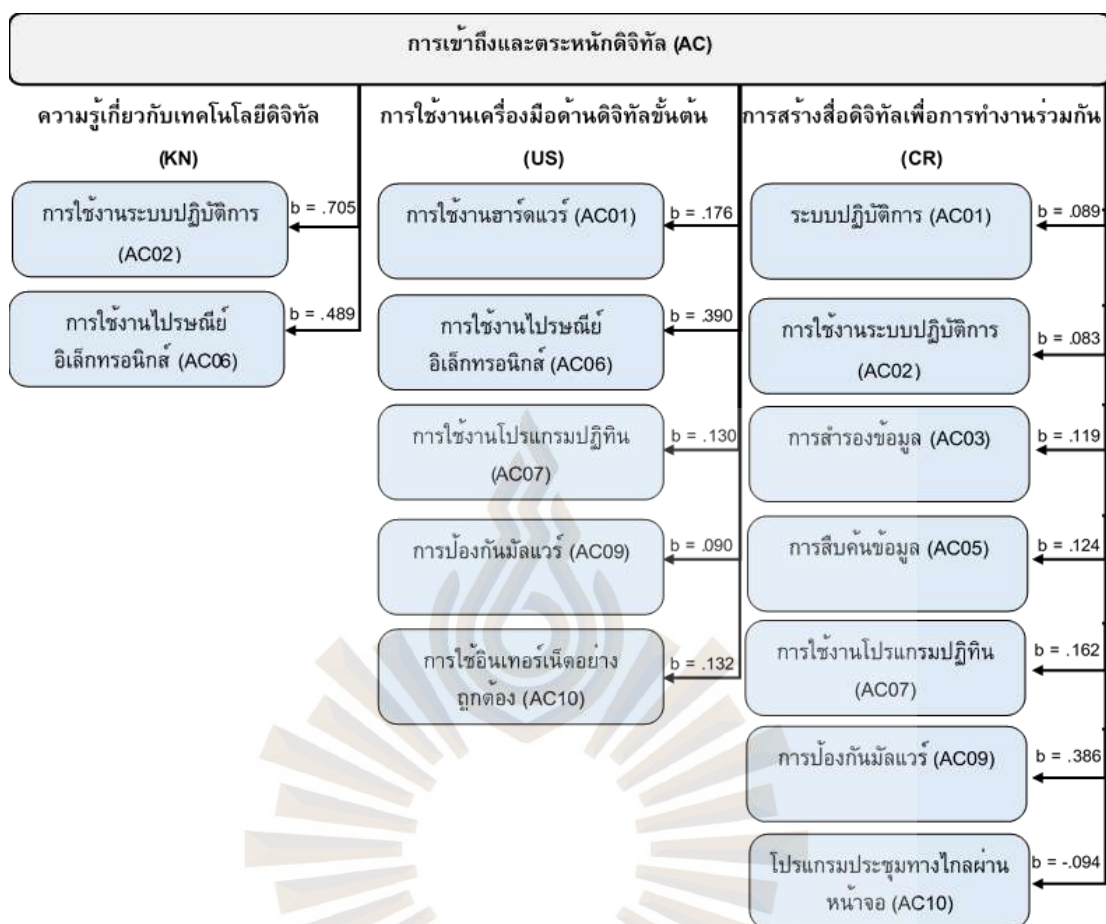 การเข้าถึงและตระหนักดิจิทัล (AC)
ความรู้เกี่ยวกับเทคโนโลยีดิจิทัล
(KN)
การใช้งานระบบปฏิบัติการ
(AC02)
b = .705
การใช้งานไปรษณีย์
อิเล็กทรอนิกส์ (AC06)
b = .489
การใช้งานเครื่องมือด้านดิจิทัลขั้นต้น
(US)
การใช้งานฮาร์ดแวร์ (AC01)
b = .176
การใช้งานไปรษณีย์
อิเล็กทรอนิกส์ (AC06)
b = .390
การใช้งานโปรแกรมปฏิทิน
(AC07)
b = .130
การป้องกันมัลแวร์ (AC09)
b = .090
การใช้อินเทอร์เน็ตอย่าง
ถูกต้อง (AC10)
b = .132
การสร้างสื่อดิจิทัลเพื่อการทำงานร่วมกัน
(CR)
ระบบปฏิบัติการ (AC01)
b = .089
การใช้งานระบบปฏิบัติการ
(AC02)
b = .083
การสำรองข้อมูล (AC03)
b = .119
การสืบค้นข้อมูล (AC05)
b = .124
การใช้งานโปรแกรมปฏิทิน
(AC07)
b = .162
การป้องกันมัลแวร์ (AC09)
b = .386
โปรแกรมประชุมทางไกลผ่าน
หน้าจอ (AC10)
b = -.094